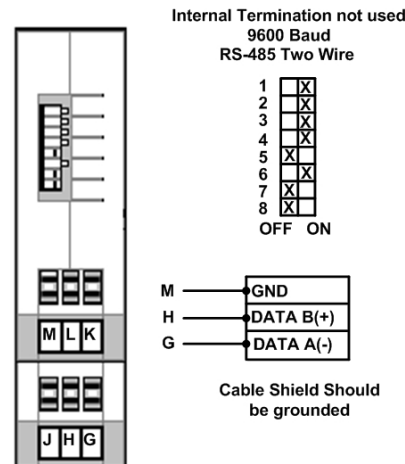 Internal Termination not used
9600 Baud
RS-485 Two Wire
1 X
2 X
3 X
4 X
5 X
6 X
7 X
8 X
OFF ON
M GND
H DATA B(+)
G DATA A(-)
Cable Shield Should
be grounded
M L K
J H G